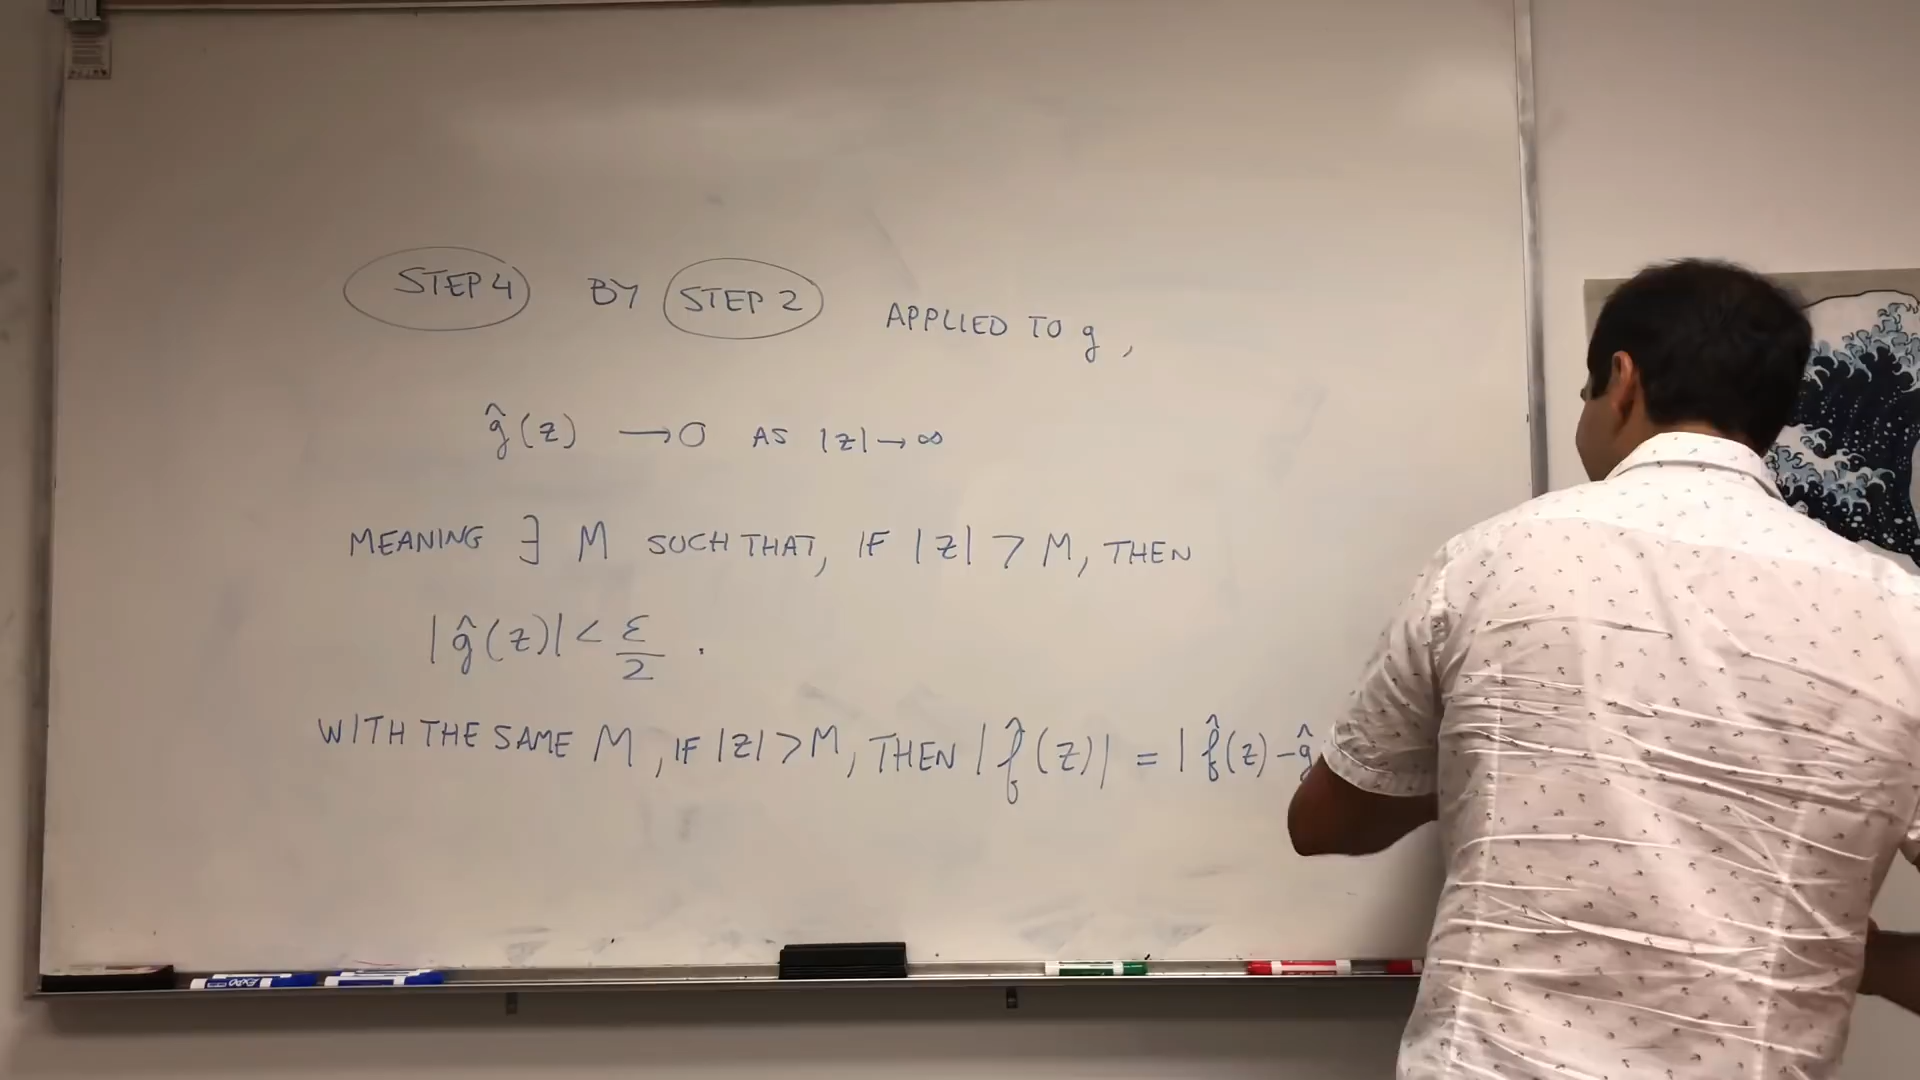 STEP 4 BY STEP 2 APPLIED TO g,
ĝ(z) → 0 AS |z| → ∞
MEANING ∃ M SUCH THAT, IF |z| > M, THEN
|ĝ(z)| < ε/2 .
WITH THE SAME M, IF |z| > M, THEN |f̂(z)| = |f̂(z) - ĝ
EXPO